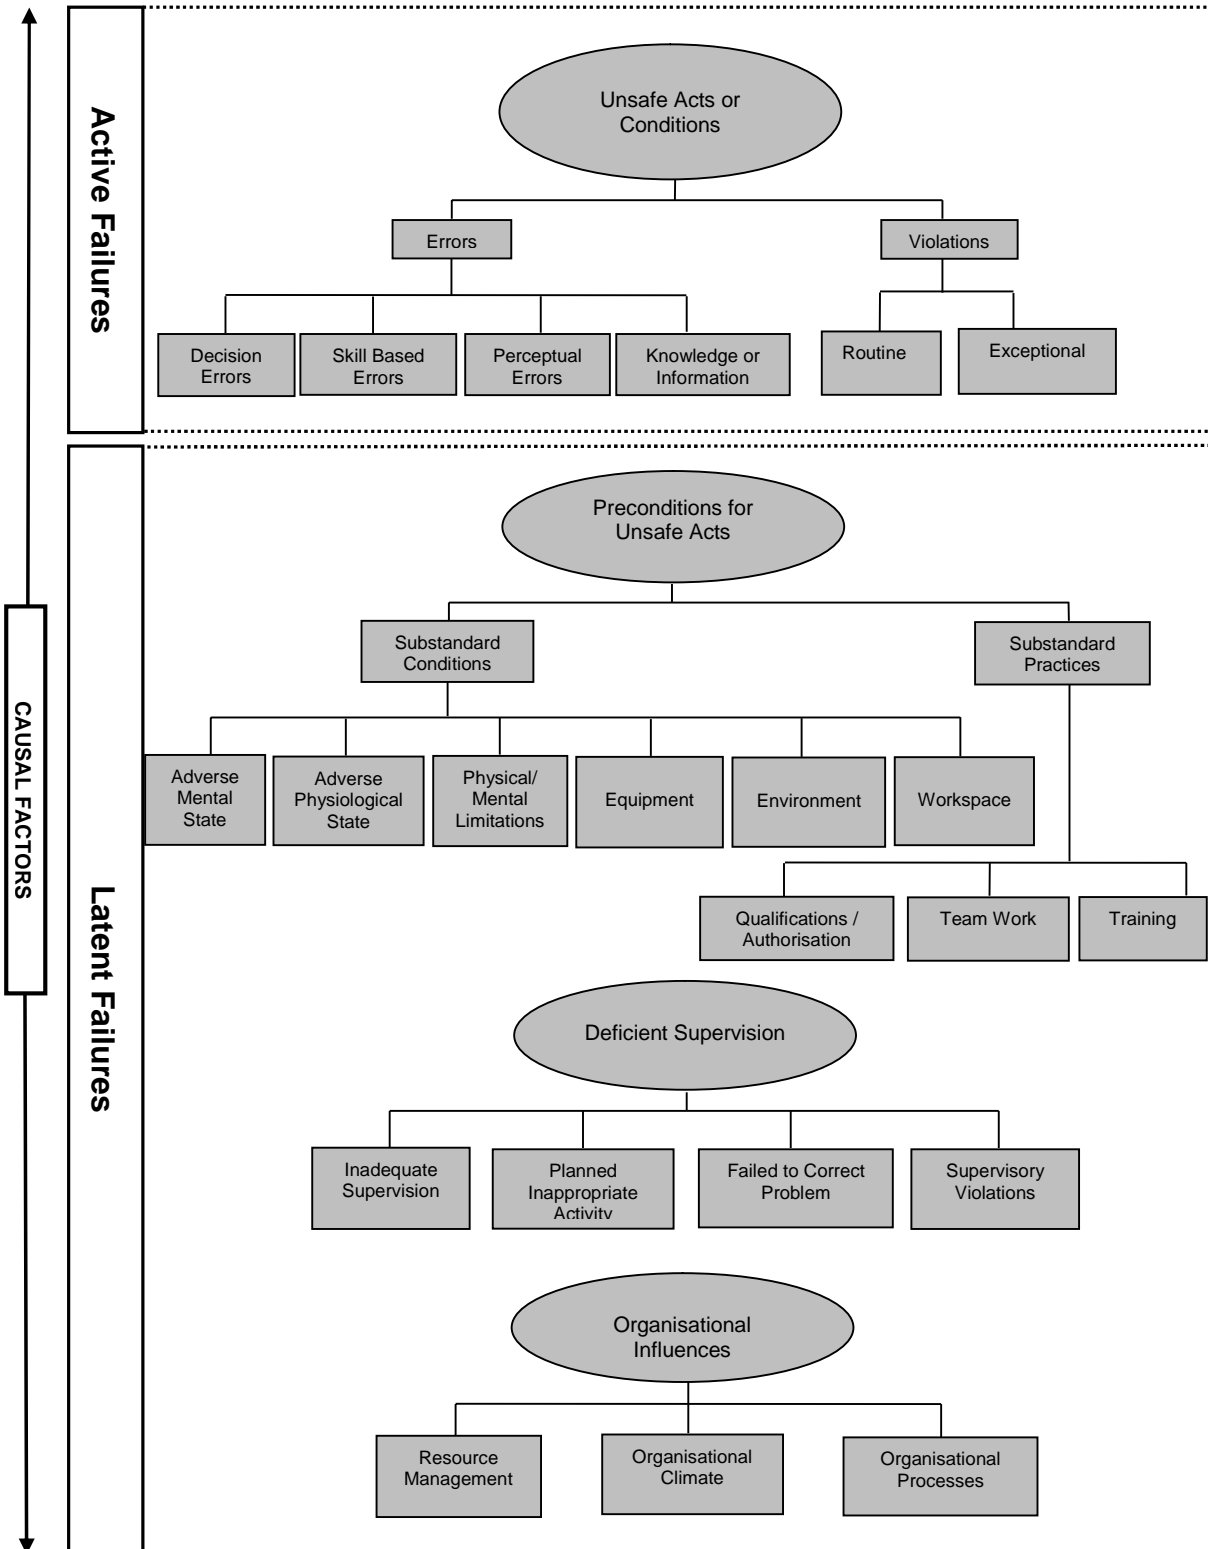 Active Failures
Unsafe Acts or
Conditions
Errors
Violations
Decision
Errors
Skill Based
Errors
Perceptual
Errors
Knowledge or
Information
Routine
Exceptional
CAUSAL FACTORS
Latent Failures
Preconditions for
Unsafe Acts
Substandard
Conditions
Substandard
Practices
Adverse
Mental
State
Adverse
Physiological
State
Physical/
Mental
Limitations
Equipment
Environment
Workspace
Qualifications /
Authorisation
Team Work
Training
Deficient Supervision
Inadequate
Supervision
Planned
Inappropriate
Activity
Failed to Correct
Problem
Supervisory
Violations
Organisational
Influences
Resource
Management
Organisational
Climate
Organisational
Processes